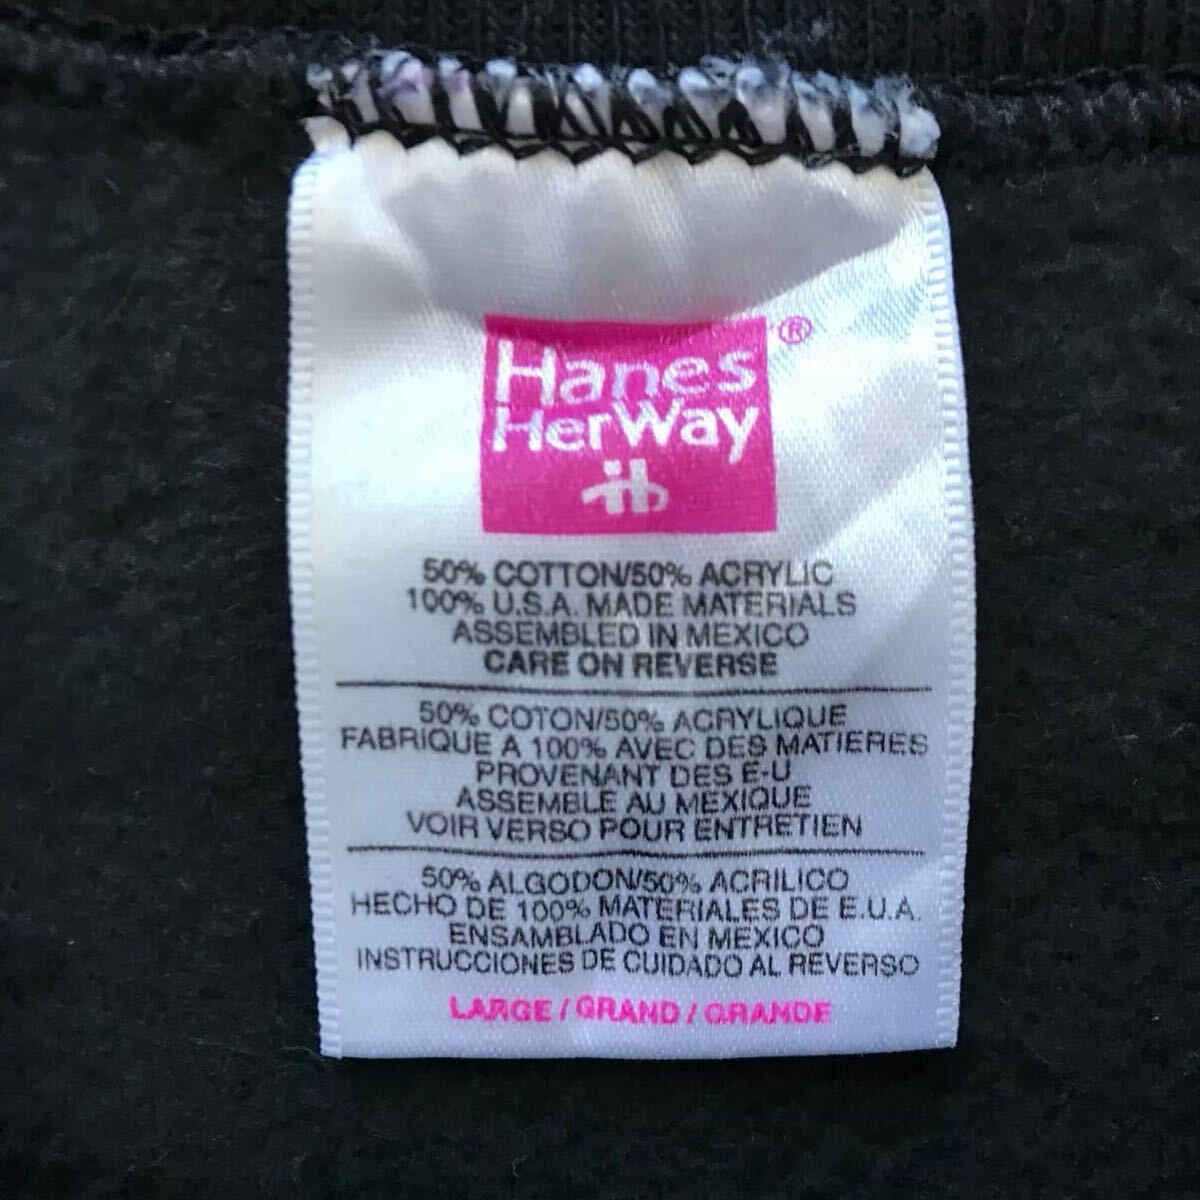 Hanes
HerWay
®
50% COTTON/50% ACRYLIC
100% U.S.A. MADE MATERIALS
ASSEMBLED IN MEXICO
CARE ON REVERSE
50% COTON/50% ACRYLIQUE
FABRIQUE A 100% AVEC DES MATIERES
PROVENANT DES E-U
ASSEMBLE AU MEXIQUE
VOIR VERSO POUR ENTRETIEN
50% ALGODON/50% ACRILICO
HECHO DE 100% MATERIALES DE E.U.A.
ENSAMBLADO EN MEXICO
INSTRUCCIONES DE CUIDADO AL REVERSO
LARGE / GRAND / GRANDE